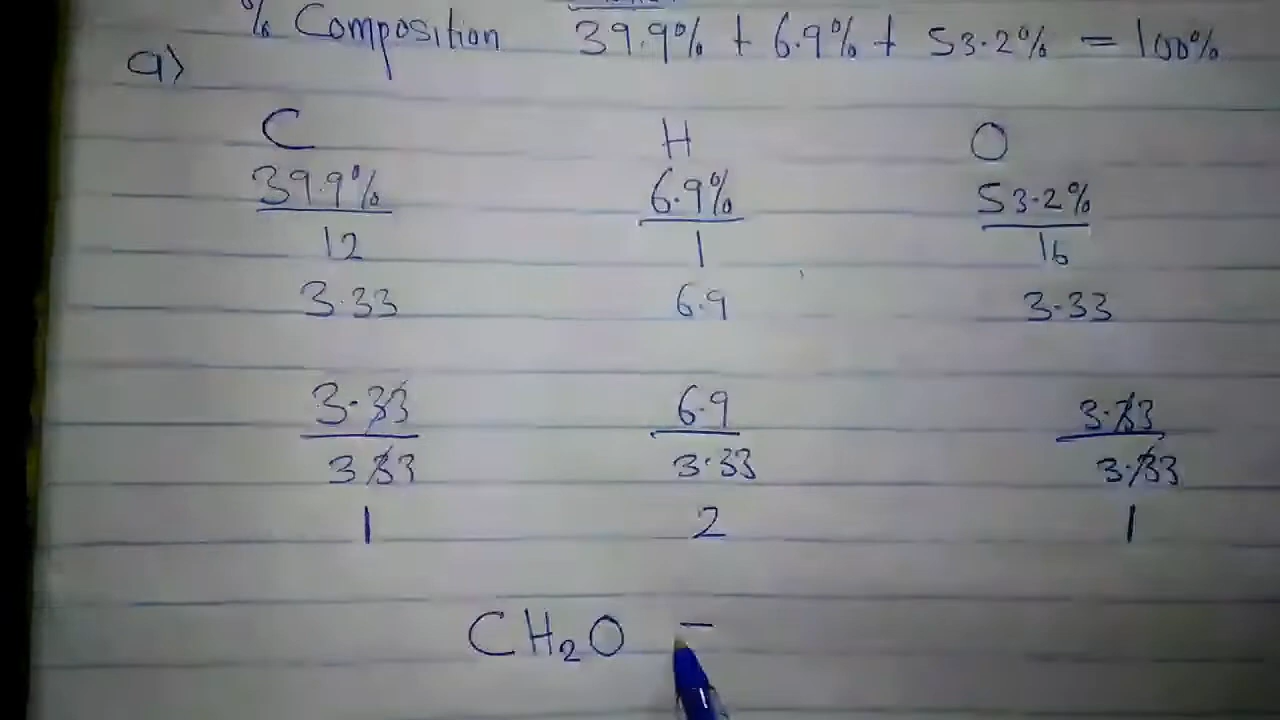 % Composition 39.9% + 6.9% + 53.2% = 100%
a)
C H O
39.9% 6.9% 53.2%
12 1 16
3.33 6.9 3.33
3.33 6.9 3.33
3.33 3.33 3.33
1 2 1
CH₂O –